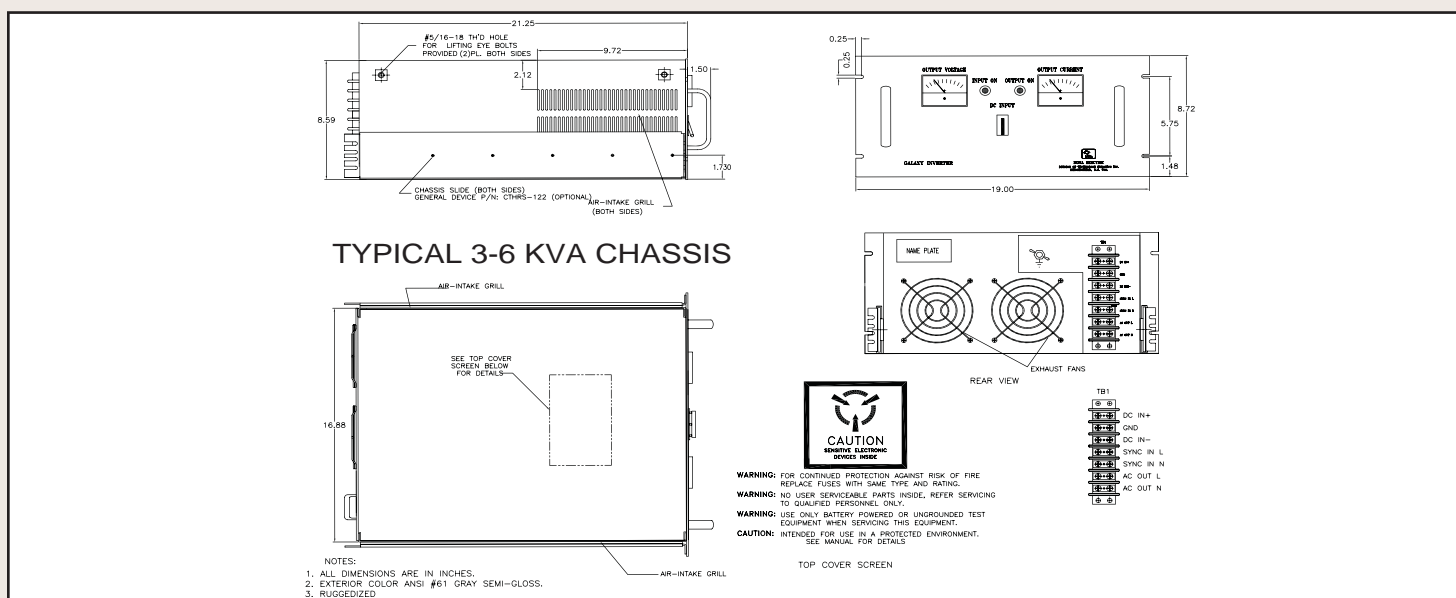 21.25
#5/16-18 TH'D HOLE
FOR LIFTING EYE BOLTS
PROVIDED (2)PL. BOTH SIDES
9.72
2.12
1.50
8.59
1.730
CHASSIS SLIDE (BOTH SIDES)
GENERAL DEVICE P/N: CTHRS-122 (OPTIONAL)
AIR-INTAKE GRILL
(BOTH SIDES)
0.25
0.25
OUTPUT VOLTAGE
INPUT ON
OUTPUT ON
OUTPUT CURRENT
DC INPUT
GALAXY INVERTER
8.72
5.75
1.48
19.00
TYPICAL 3-6 KVA CHASSIS
AIR-INTAKE GRILL
SEE TOP COVER
SCREEN BELOW
FOR DETAILS
16.88
AIR-INTAKE GRILL
NOTES:
1. ALL DIMENSIONS ARE IN INCHES.
2. EXTERIOR COLOR ANSI #61 GRAY SEMI-GLOSS.
3. RUGGEDIZED
NAME PLATE
TB1
EXHAUST FANS
REAR VIEW
CAUTION
SENSITIVE ELECTRONIC
DEVICES INSIDE
WARNING: FOR CONTINUED PROTECTION AGAINST RISK OF FIRE
REPLACE FUSES WITH SAME TYPE AND RATING.
WARNING: NO USER SERVICEABLE PARTS INSIDE, REFER SERVICING
TO QUALIFIED PERSONNEL ONLY.
WARNING: USE ONLY BATTERY POWERED OR UNGROUNDED TEST
EQUIPMENT WHEN SERVICING THIS EQUIPMENT.
CAUTION: INTENDED FOR USE IN A PROTECTED ENVIRONMENT.
SEE MANUAL FOR DETAILS
TOP COVER SCREEN
TB1
DC IN+
GND
DC IN-
SYNC IN L
SYNC IN N
AC OUT L
AC OUT N